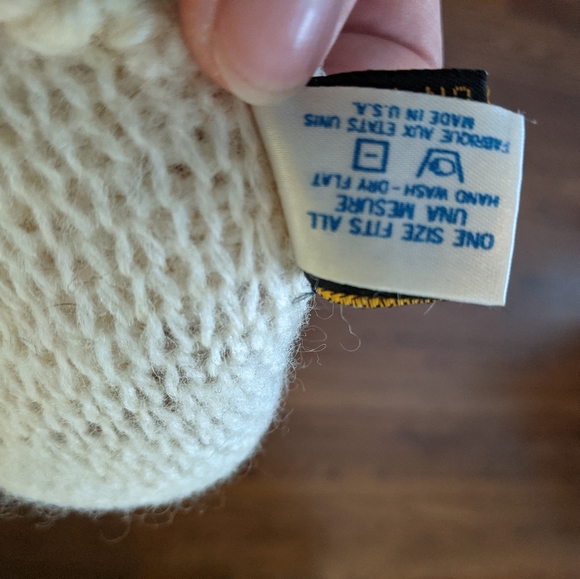 ONE SIZE FITS ALL
UNA MESURE
HAND WASH - DRY FLAT
FABRIQUE AUX ETATS UNIS
MADE IN U.S.A.